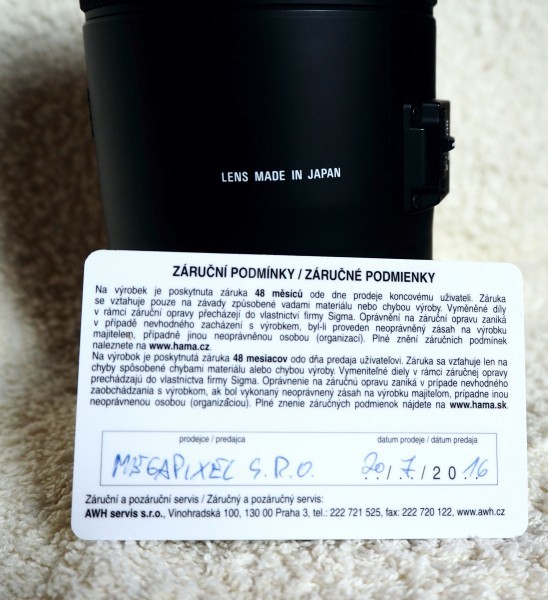 LENS MADE IN JAPAN
ZÁRUČNÍ PODMÍNKY / ZÁRUČNÉ PODMIENKY
Na výrobek je poskytnuta záruka 48 měsíců ode dne prodeje koncovému uživateli. Záruka
se vztahuje pouze na závady způsobené vadami materiálu nebo chybou výroby. Vyměněné díly
v rámci záruční opravy přecházejí do vlastnictví firmy Sigma. Oprávnění na záruční opravu zaniká
v případě nevhodného zacházení s výrobkem, byl-li proveden neoprávněný zásah na výrobku
majitelem, případně jinou neoprávněnou osobou (organizací). Plné znění záručních podmínek
naleznete na www.hama.cz.
Na výrobok je poskytnutá záruka 48 mesiacov odo dňa predaja užívateľovi. Záruka sa vzťahuje len na
chyby spôsobené chybami materiálu alebo chybou výroby. Vymeniteľné diely v rámci záručnej opravy
prechádzajú do vlastníctva firmy Sigma. Oprávnenie na záručnú opravu zaniká v prípade nevhodného
zaobchádzania s výrobkom, ak bol vykonaný neoprávnený zásah na výrobku majiteľom, prípadne inou
neoprávnenou osobou (organizáciou). Plné znenie záručných podmienok nájdete na www.hama.sk.
prodejce / predajca datum prodeje / dátum predaja
MEGAPIXEL S.R.O. 20/7/2016
Záruční a pozáruční servis / Záručný a pozáručný servis:
AWH servis s.r.o., Vinohradská 100, 130 00 Praha 3, tel.: 222 721 525, fax: 222 720 122, www.awh.cz